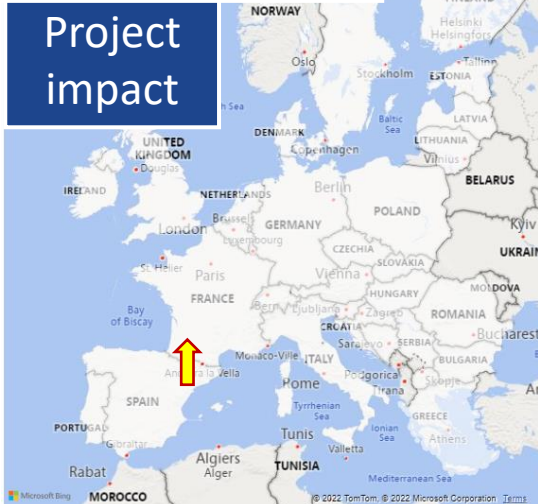 Project
impact
NORWAY
Oslo
Helsinki
Helsingfors
Stockholm
Tallinn
ESTONIA
LATVIA
Baltic
Sea
h Sea
DENMARK
Copenhagen
LITHUANIA
Vilnius
UNITED
KINGDOM
Douglas
BELARUS
IRELAND
NETHERLANDS
Berlin
POLAND
London
Brussels
GERMANY
Kyiv
Luxembourg
CZECHIA
UKRAIN
St. Helier
Paris
SLOVAKIA
Vienna
MOLDOVA
FRANCE
Bern
HUNGARY
Bay
of Biscay
Ljubljana
Zagreb
ROMANIA
CROATIA
Bucharest
Sarajevo
SERBIA
Monaco-Ville
ITALY
BULGARIA
Andorra la Vella
Podgorica
Skopje
Rome
Tirana
SPAIN
Tyrrhenian
Sea
GREECE
PORTUGAL
Ionian
Sea
Athens
Gibraltar
Algiers
Alger
Tunis
Valletta
Rabat
TUNISIA
Mediterranean Sea
MOROCCO
Microsoft Bing
© 2022 TomTom, © 2022 Microsoft Corporation Terms